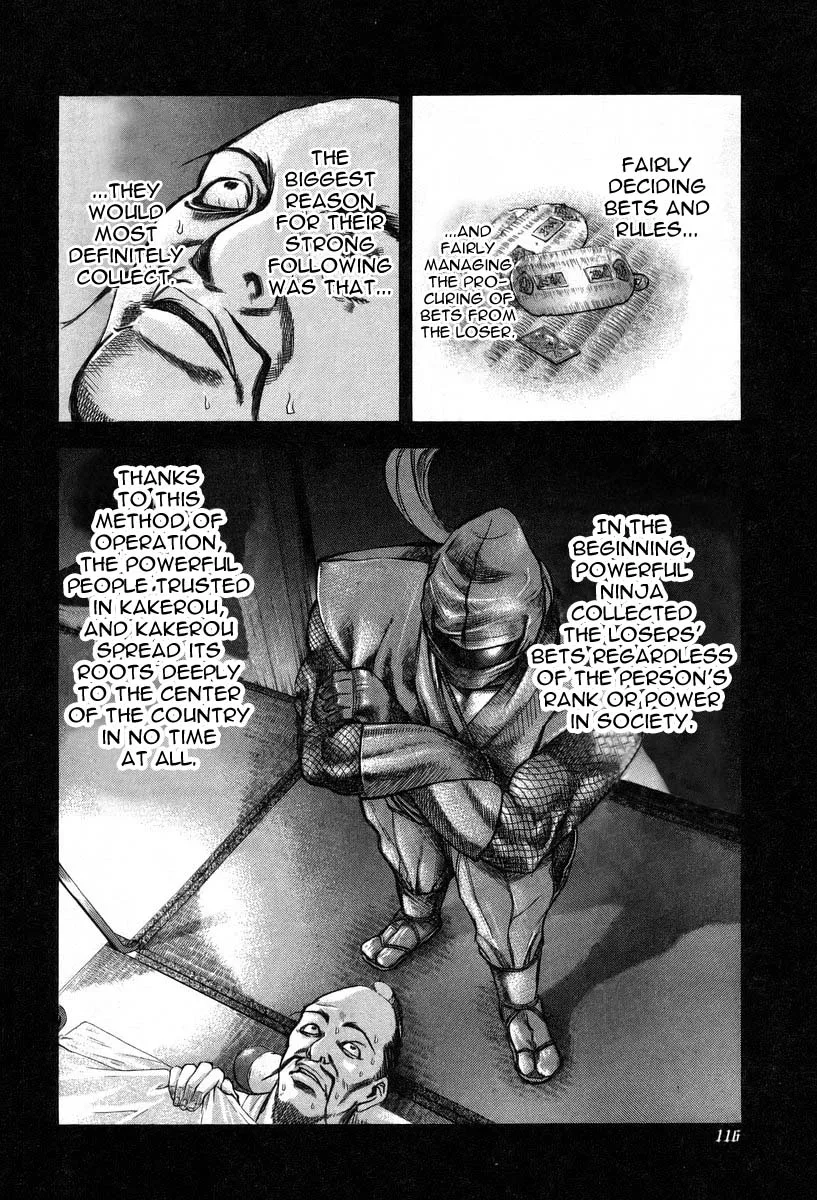 FAIRLY
DECIDING
BETS AND
RULES...
...AND
FAIRLY
MANAGING
THE PRO-
CURING OF
BETS FROM
THE LOSER.
THE
BIGGEST
REASON
FOR THEIR
STRONG
FOLLOWING
WAS THAT...
...THEY
WOULD
MOST
DEFINITELY
COLLECT.
IN THE
BEGINNING,
POWERFUL
NINJA
COLLECTED
THE LOSERS'
BETS REGARDLESS
OF THE PERSON'S
RANK OR POWER
IN SOCIETY.
THANKS
TO THIS
METHOD OF
OPERATION,
THE POWERFUL
PEOPLE TRUSTED
IN KAKEROU,
AND KAKEROU
SPREAD ITS
ROOTS DEEPLY
TO THE CENTER
OF THE COUNTRY
IN NO TIME
AT ALL.
116